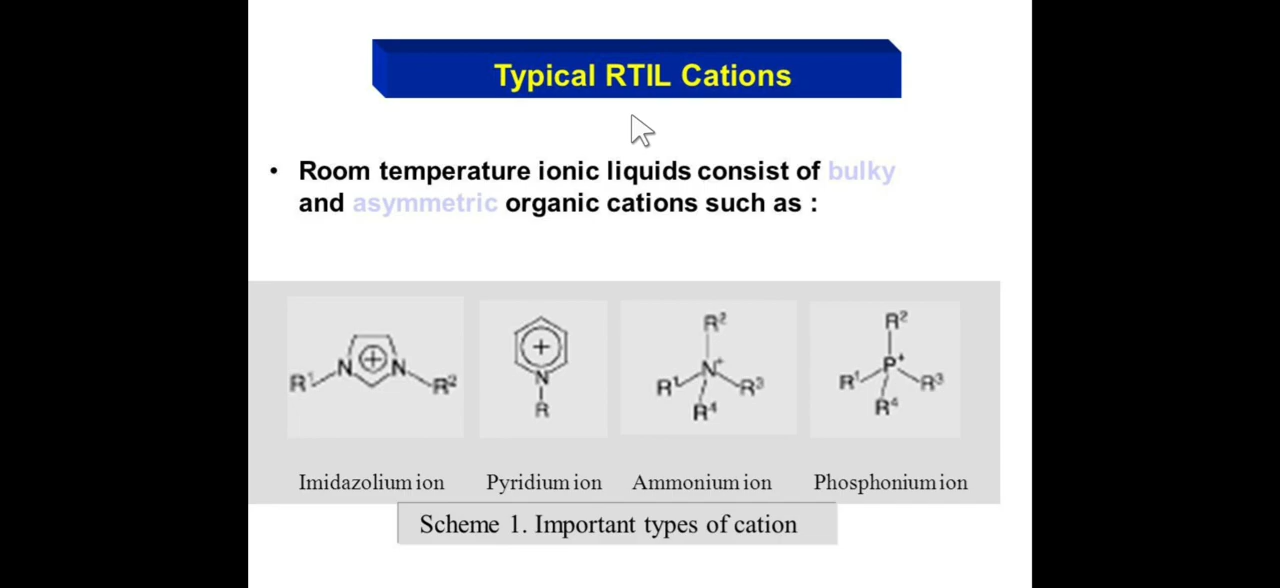 Typical RTIL Cations
• Room temperature ionic liquids consist of bulky
and asymmetric organic cations such as :
R¹ N + N R²
+ N R
R² N⁺ R¹ R³ R⁴
R² P⁺ R¹ R³ R⁴
Imidazolium ion Pyridium ion Ammonium ion Phosphonium ion
Scheme 1. Important types of cation